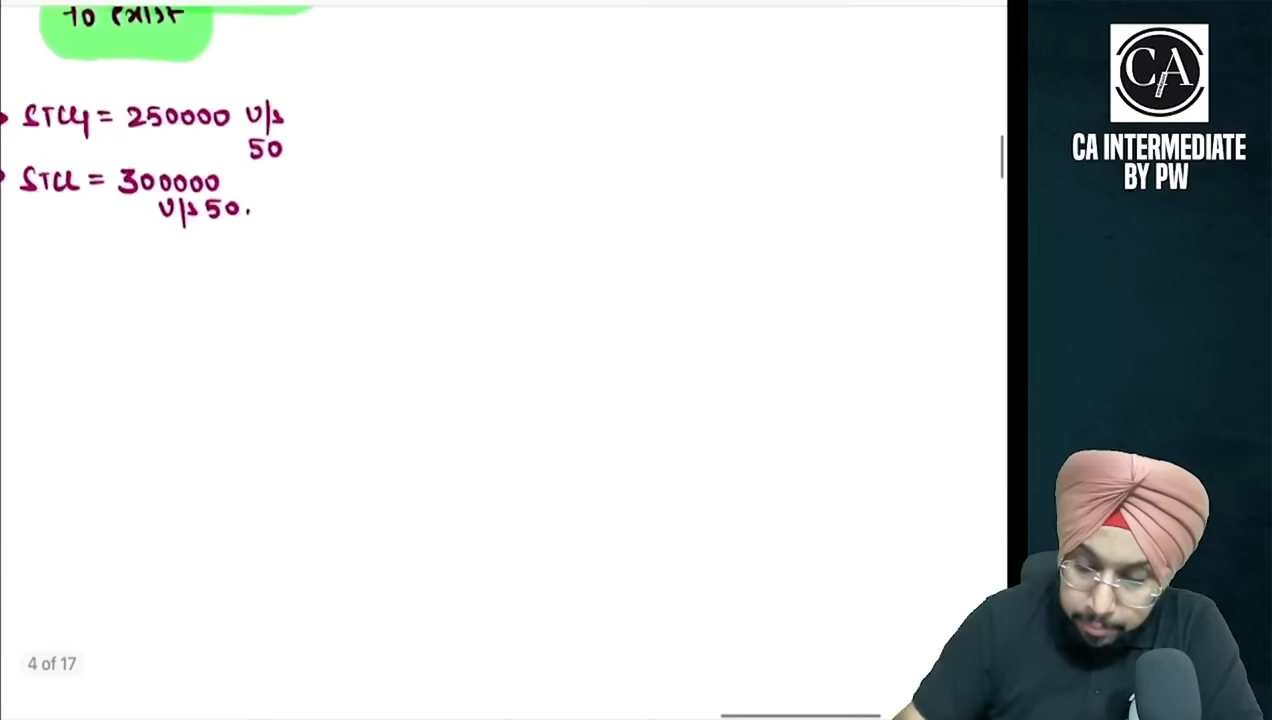 to exist
STCG = 250000 U/s
50
STCL = 300000
U/s 50.
4 of 17
CA
CA INTERMEDIATE
BY PW